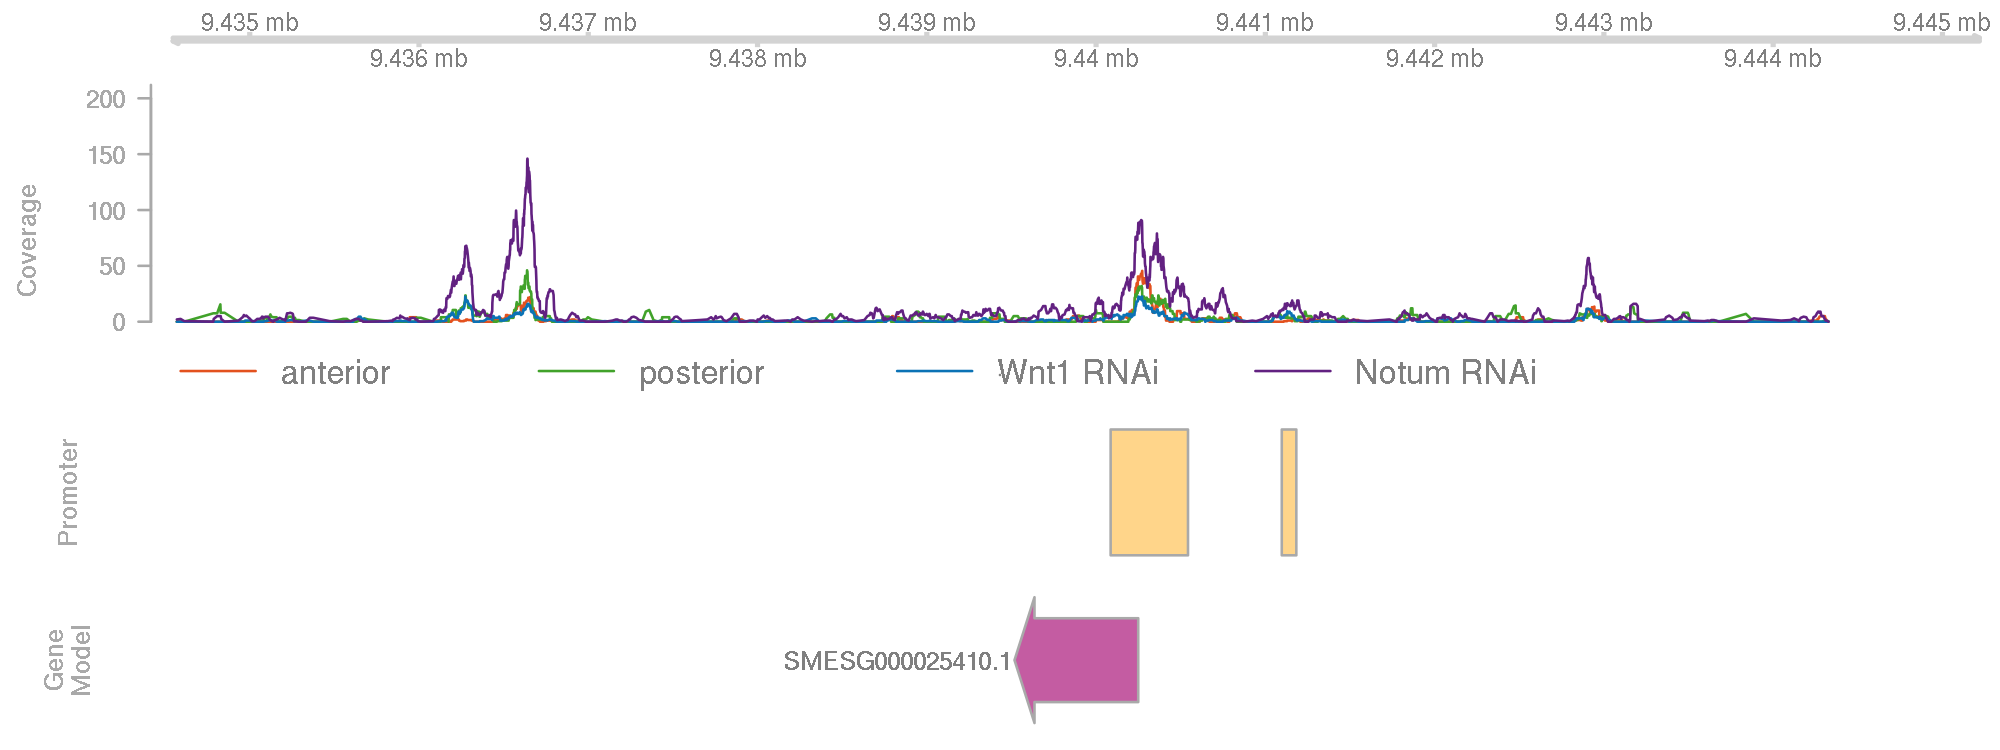 9.435 mb 9.437 mb 9.439 mb 9.441 mb 9.443 mb 9.445 mb
9.436 mb 9.438 mb 9.44 mb 9.442 mb 9.444 mb
200
150
100
50
0
Coverage
anterior posterior Wnt1 RNAi Notum RNAi
Promoter
Gene
Model
SMESG000025410.1